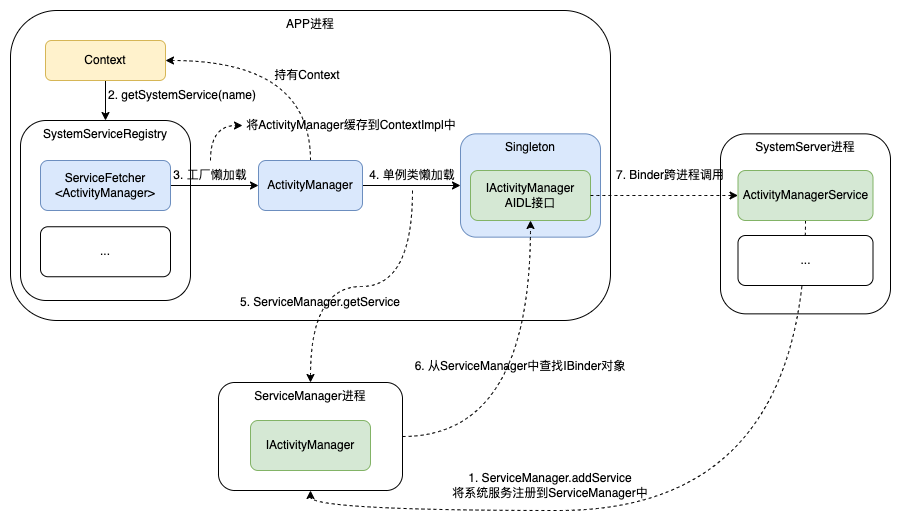 APP进程
Context
持有Context
2. getSystemService(name)
将ActivityManager缓存到ContextImpl中
SystemServiceRegistry
ServiceFetcher
<ActivityManager>
3. 工厂懒加载
ActivityManager
4. 单例类懒加载
Singleton
IActivityManager
AIDL接口
7. Binder跨进程调用
SystemServer进程
ActivityManagerService
...
...
5. ServiceManager.getService
6. 从ServiceManager中查找IBinder对象
ServiceManager进程
IActivityManager
1. ServiceManager.addService
将系统服务注册到ServiceManager中